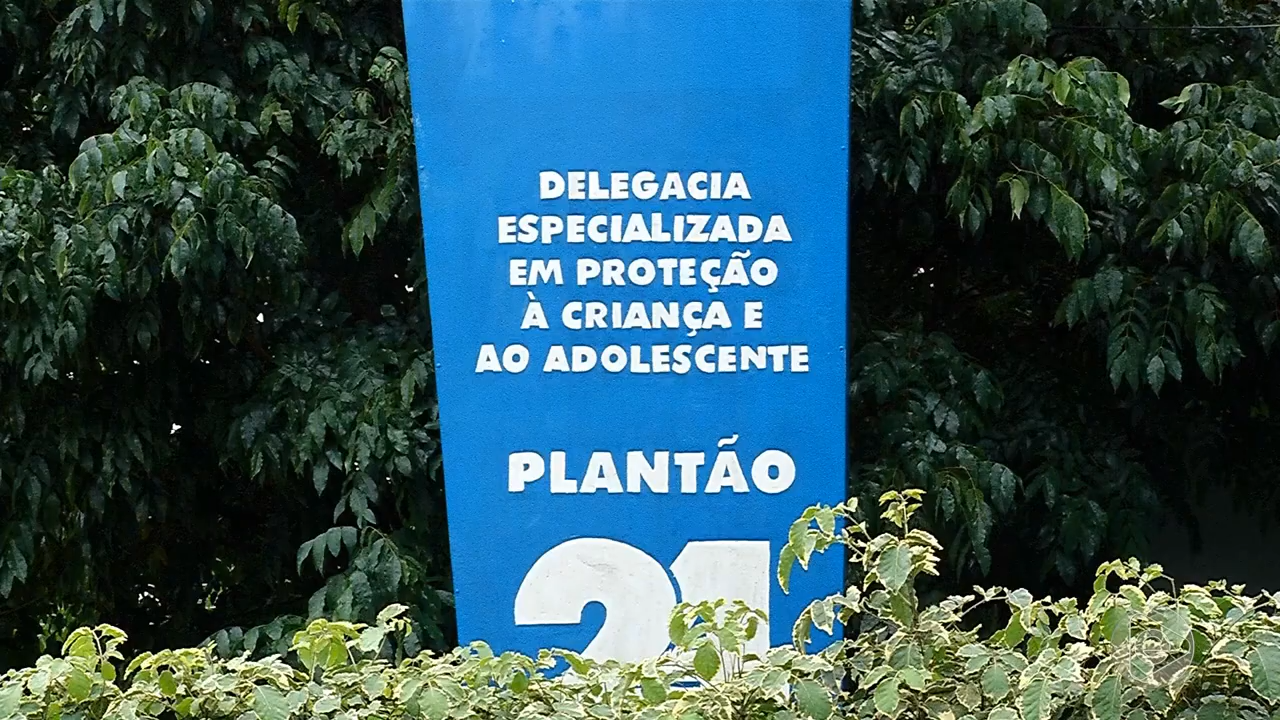 DELEGACIA
ESPECIALIZADA
EM PROTEÇÃO
À CRIANÇA E
AO ADOLESCENTE
PLANTÃO
21